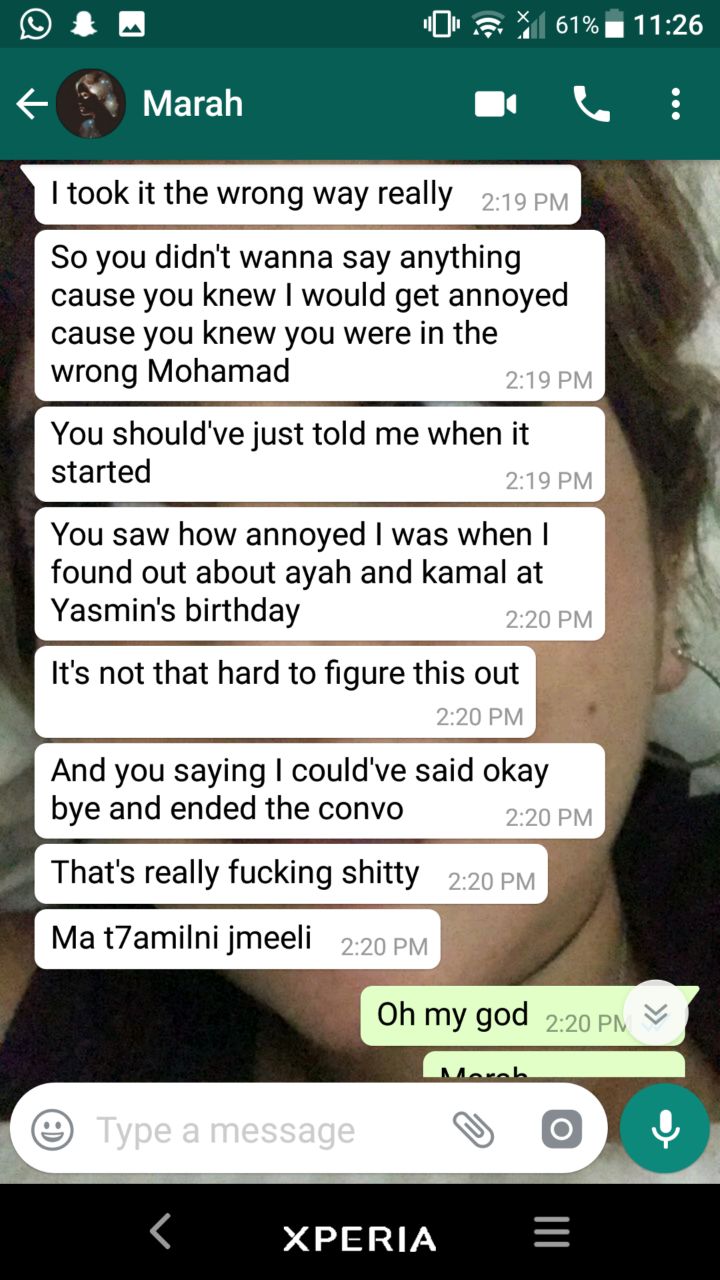 61% 11:26
Marah
I took it the wrong way really 2:19 PM
So you didn't wanna say anything
cause you knew I would get annoyed
cause you knew you were in the
wrong Mohamad 2:19 PM
You should've just told me when it
started 2:19 PM
You saw how annoyed I was when I
found out about ayah and kamal at
Yasmin's birthday 2:20 PM
It's not that hard to figure this out
2:20 PM
And you saying I could've said okay
bye and ended the convo 2:20 PM
That's really fucking shitty 2:20 PM
Ma t7amilni jmeeli 2:20 PM
Oh my god 2:20 PM
Marah
Type a message
XPERIA